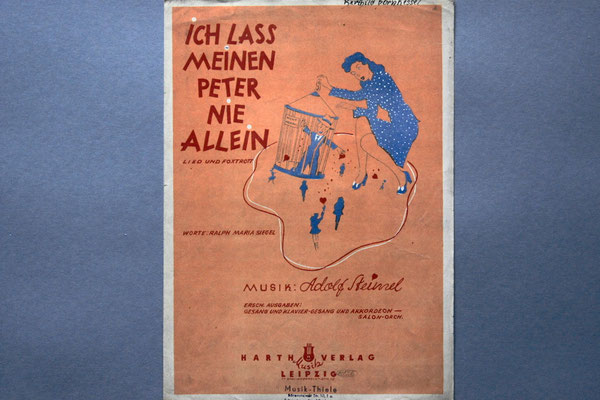 ICH LASS
MEINEN
PETER
NIE
ALLEIN
LIED UND FOXTROTT
WORTE: RALPH MARIA SIEGEL
MUSIK: Adolf Steimel
ERSCH. AUSGABEN:
GESANG UND KLAVIER-GESANG UND AKKORDEON —
SALON-ORCH.
HARTH VERLAG
Musik
LEIPZIG
Musik-Thiele